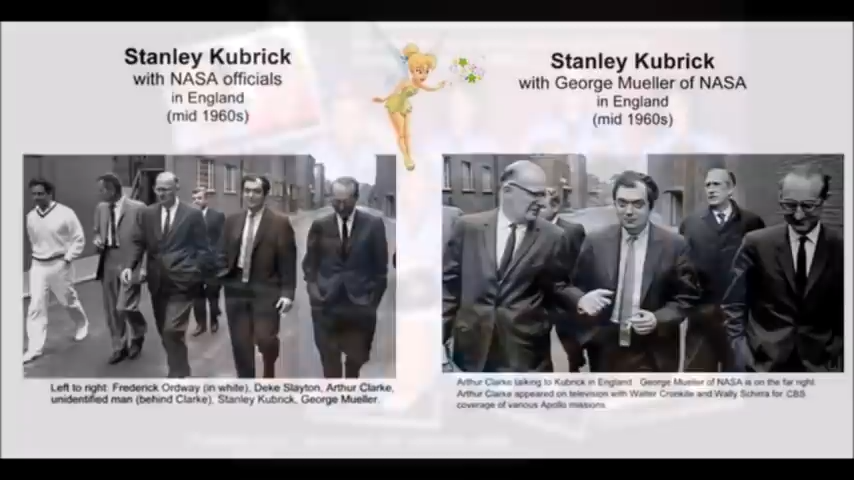 Stanley Kubrick
with NASA officials
in England
(mid 1960s)
Left to right: Frederick Ordway (in white), Deke Slayton, Arthur Clarke,
unidentified man (behind Clarke), Stanley Kubrick, George Mueller.
Stanley Kubrick
with George Mueller of NASA
in England
(mid 1960s)
Arthur Clarke talking to Kubrick in England. George Mueller of NASA is on the far right.
Arthur Clarke appeared on television with Walter Cronkite and Wally Schirra for CBS
coverage of various Apollo missions.